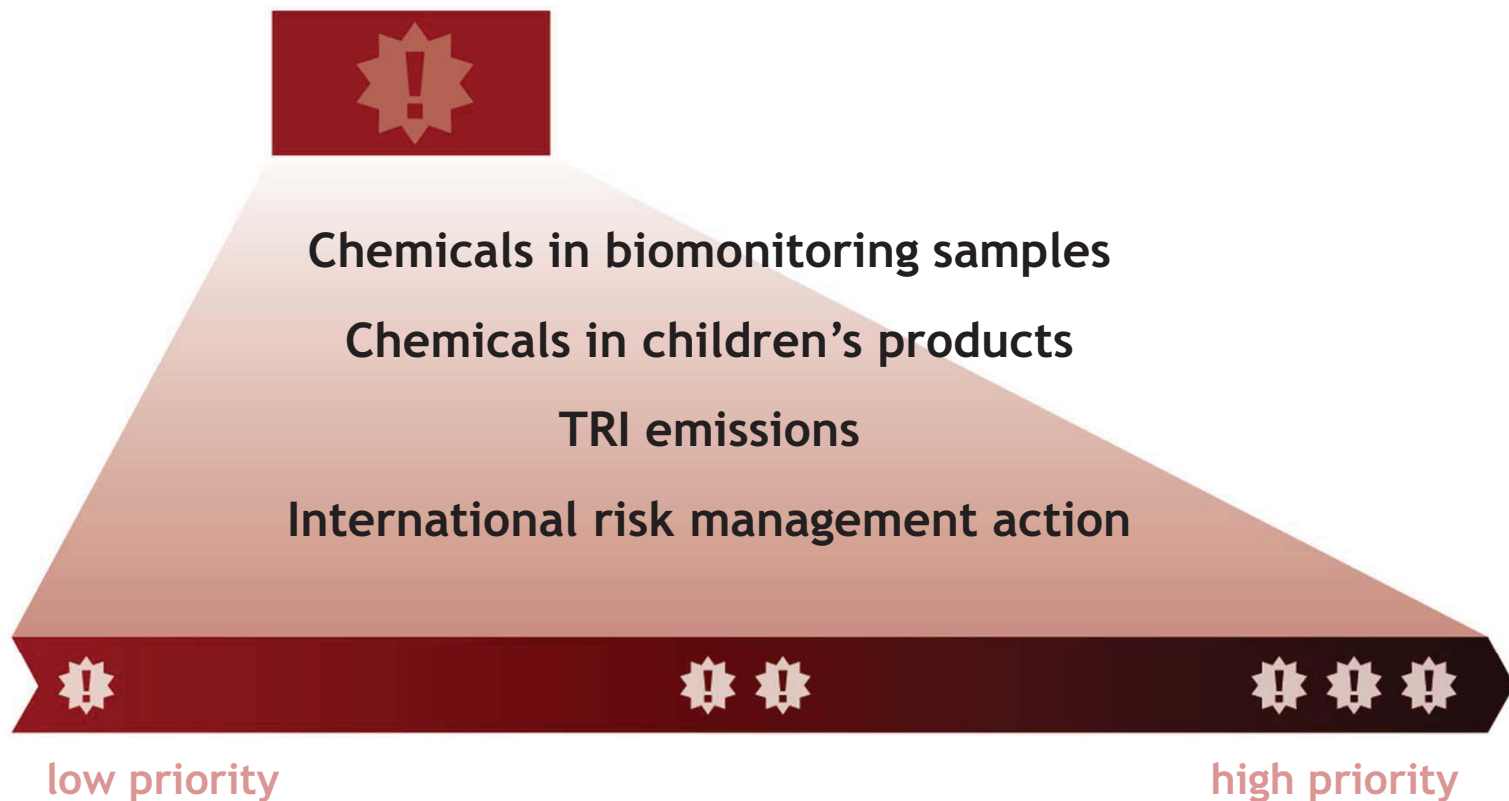 Chemicals in biomonitoring samples
Chemicals in children’s products
TRI emissions
International risk management action
low priority
high priority